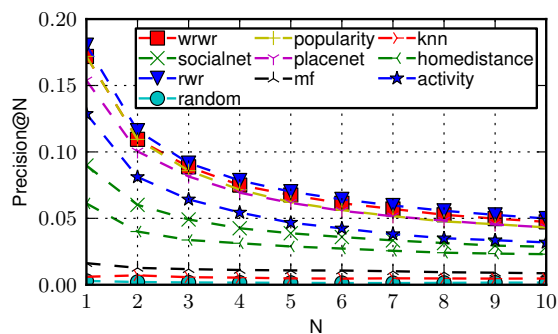 0.20
0.15
0.10
0.05
0.00
Precision@N
wrwr
socialnet
rwr
random
popularity
placenet
mf
knn
homedistance
activity
1 2 3 4 5 6 7 8 9 10
N